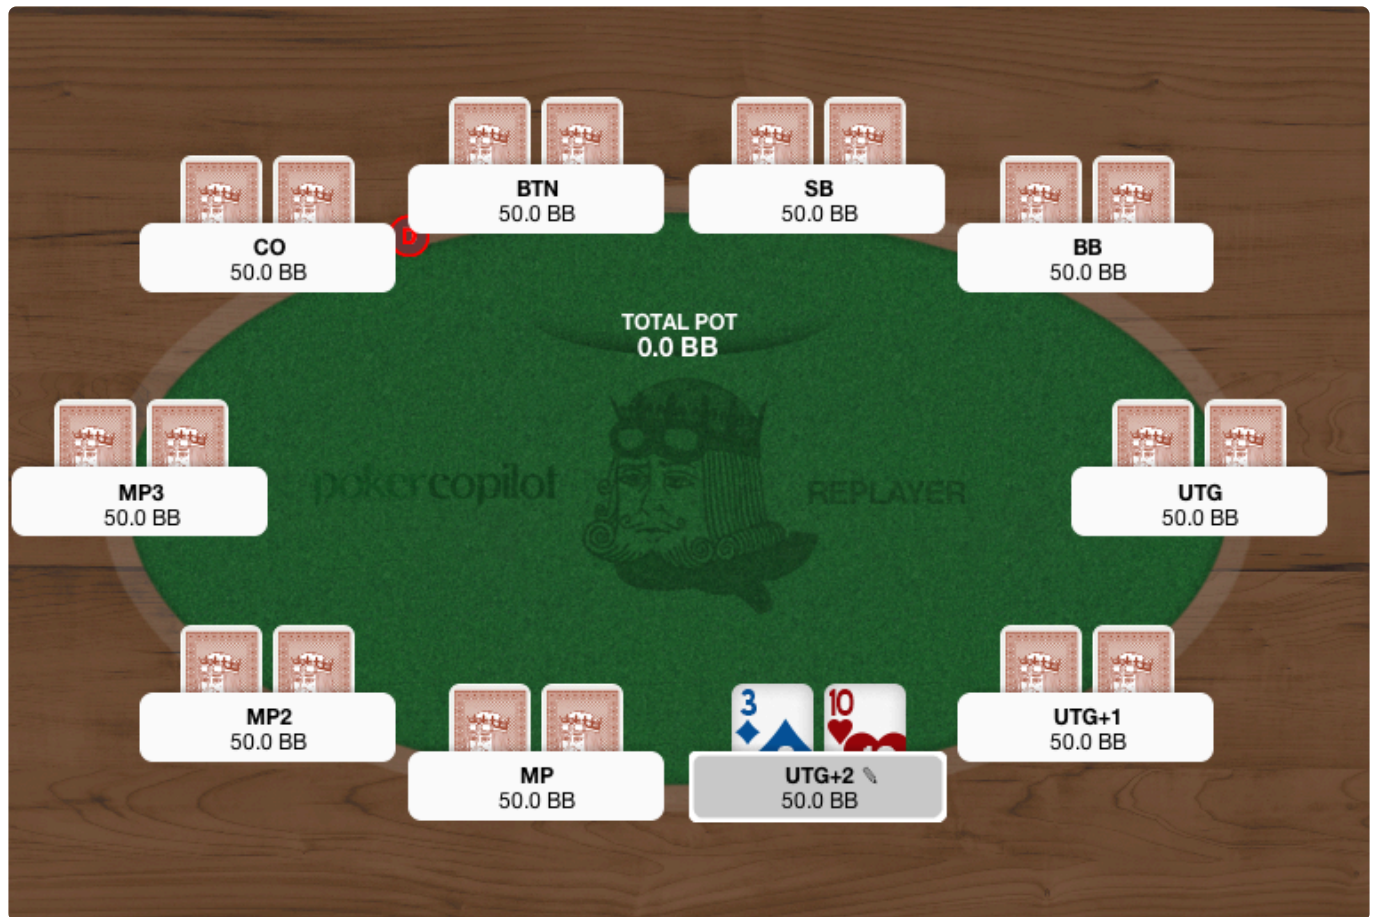 BTN
50.0 BB
SB
50.0 BB
CO
50.0 BB
D
BB
50.0 BB
TOTAL POT
0.0 BB
MP3
50.0 BB
pokercopilot
REPLAYER
UTG
50.0 BB
MP2
50.0 BB
MP
50.0 BB
3
10
UTG+2
50.0 BB
UTG+1
50.0 BB